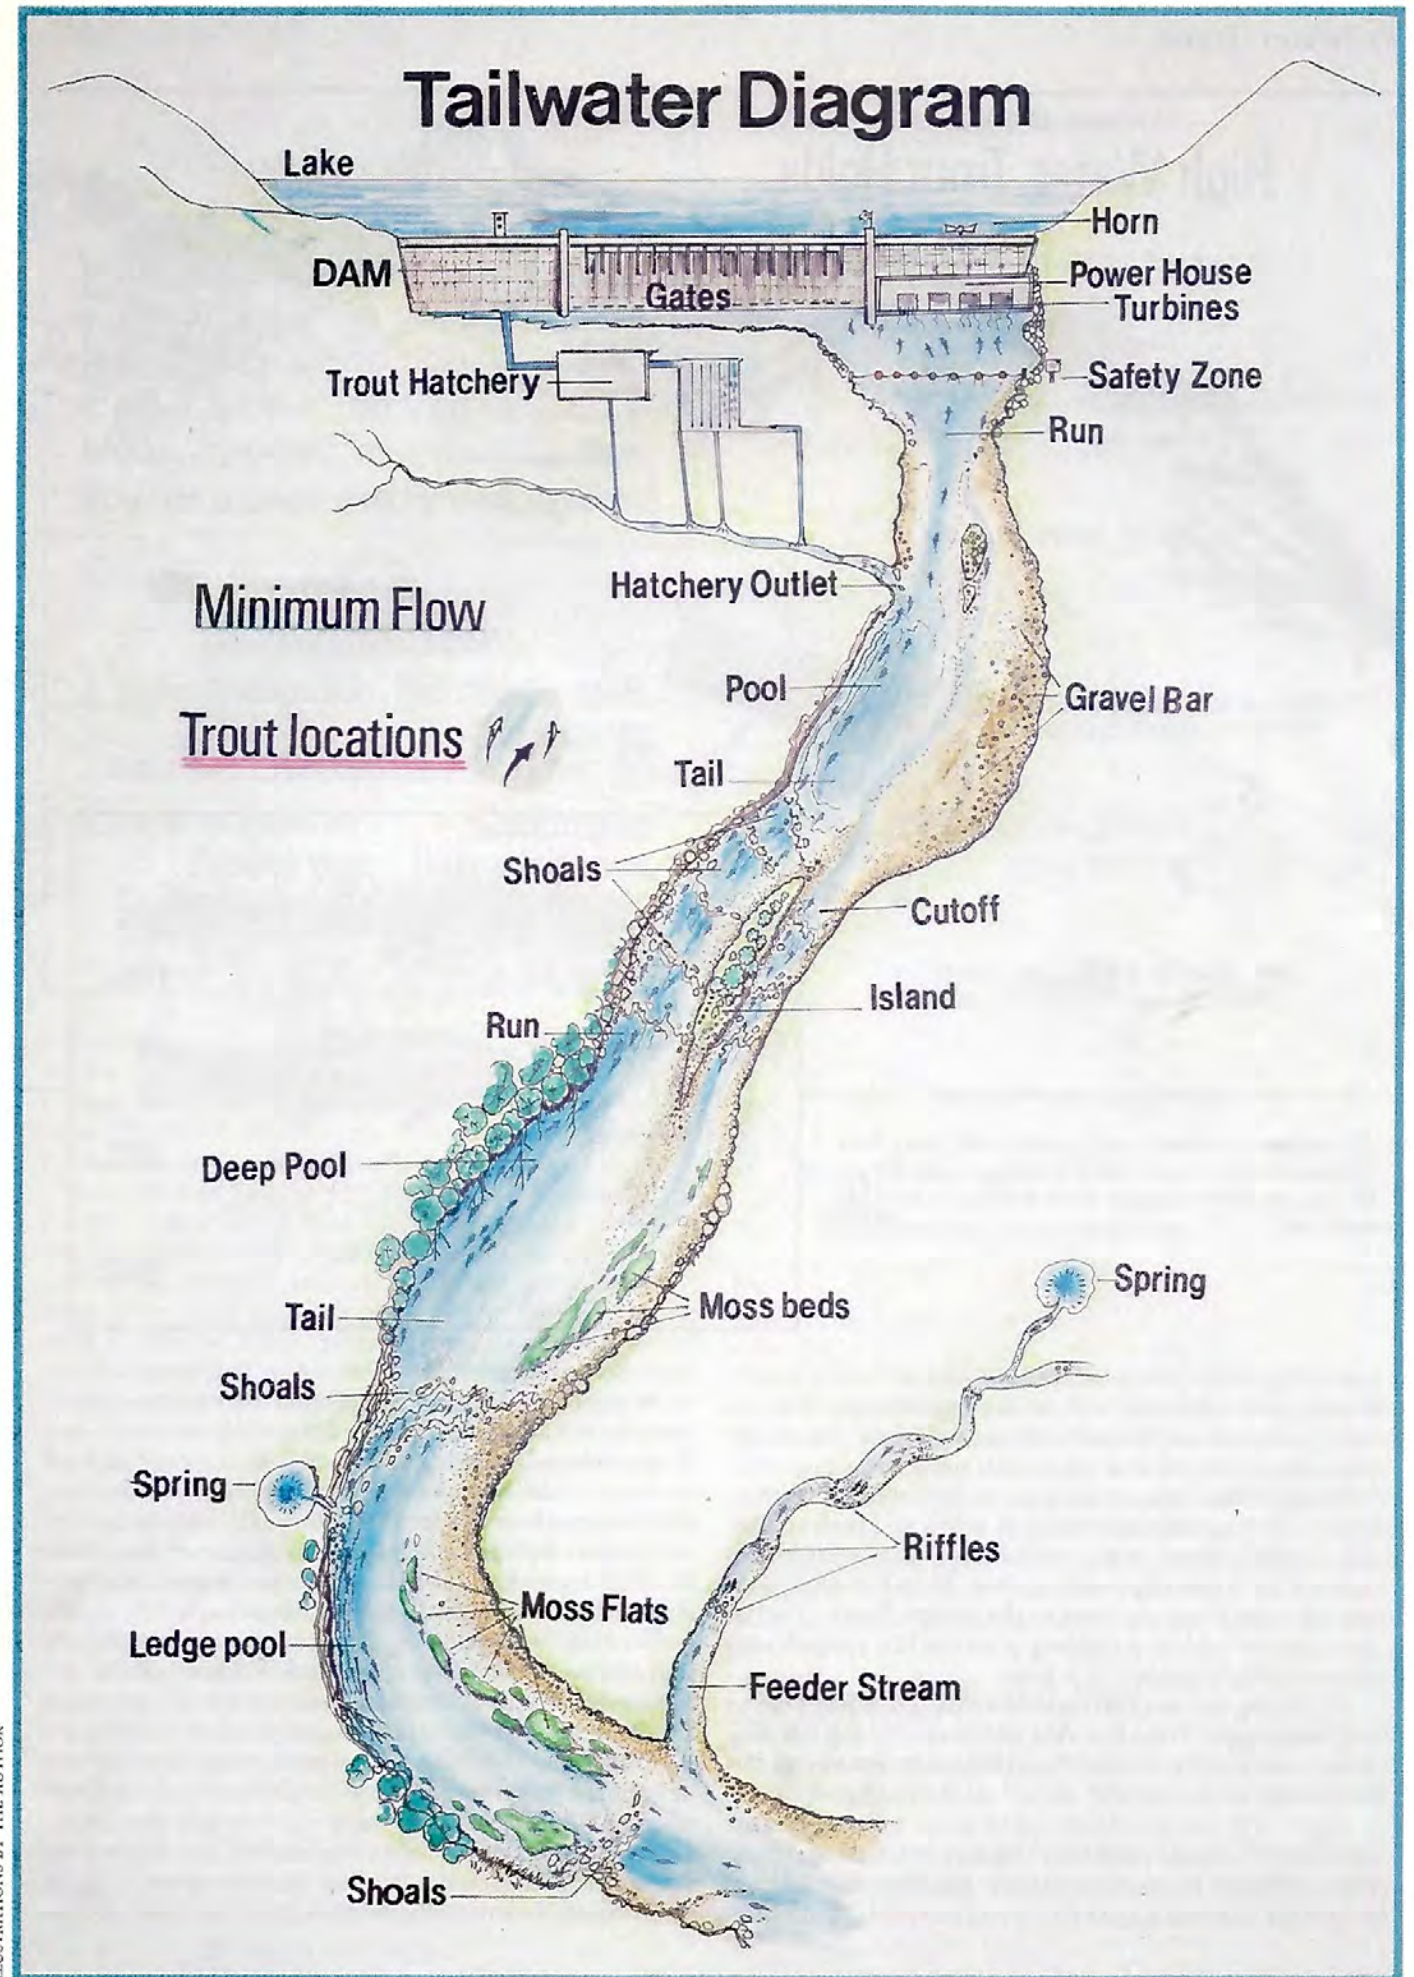 Tailwater Diagram
Lake
Horn
DAM
Power House
Gates
Turbines
Trout Hatchery
Safety Zone
Run
Hatchery Outlet
Minimum Flow
Pool
Gravel Bar
Trout locations
Tail
Shoals
Cutoff
Island
Run
Deep Pool
Spring
Moss beds
Tail
Shoals
Spring
Riffles
Moss Flats
Ledge pool
Feeder Stream
Shoals